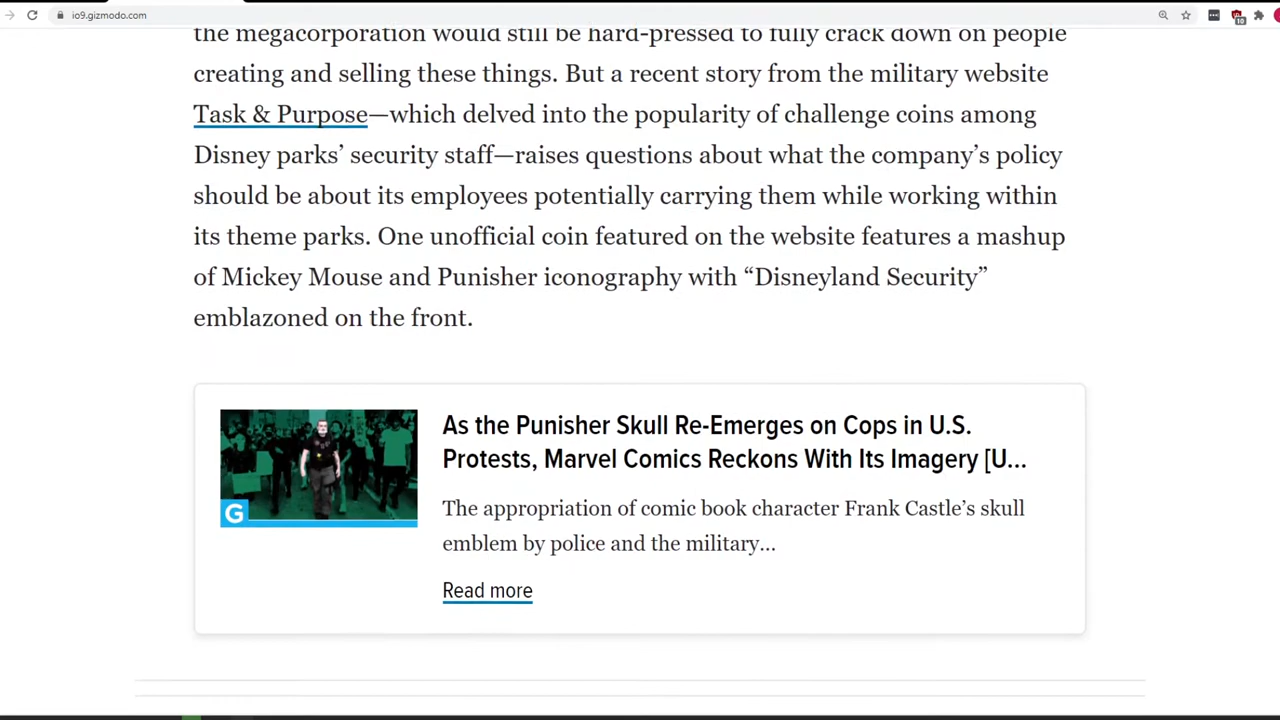 io9.gizmodo.com
10
the megacorporation would still be hard-pressed to fully crack down on people
creating and selling these things. But a recent story from the military website
Task & Purpose—which delved into the popularity of challenge coins among
Disney parks’ security staff—raises questions about what the company’s policy
should be about its employees potentially carrying them while working within
its theme parks. One unofficial coin featured on the website features a mashup
of Mickey Mouse and Punisher iconography with “Disneyland Security”
emblazoned on the front.
As the Punisher Skull Re-Emerges on Cops in U.S.
Protests, Marvel Comics Reckons With Its Imagery [U...
G
The appropriation of comic book character Frank Castle’s skull
emblem by police and the military...
Read more